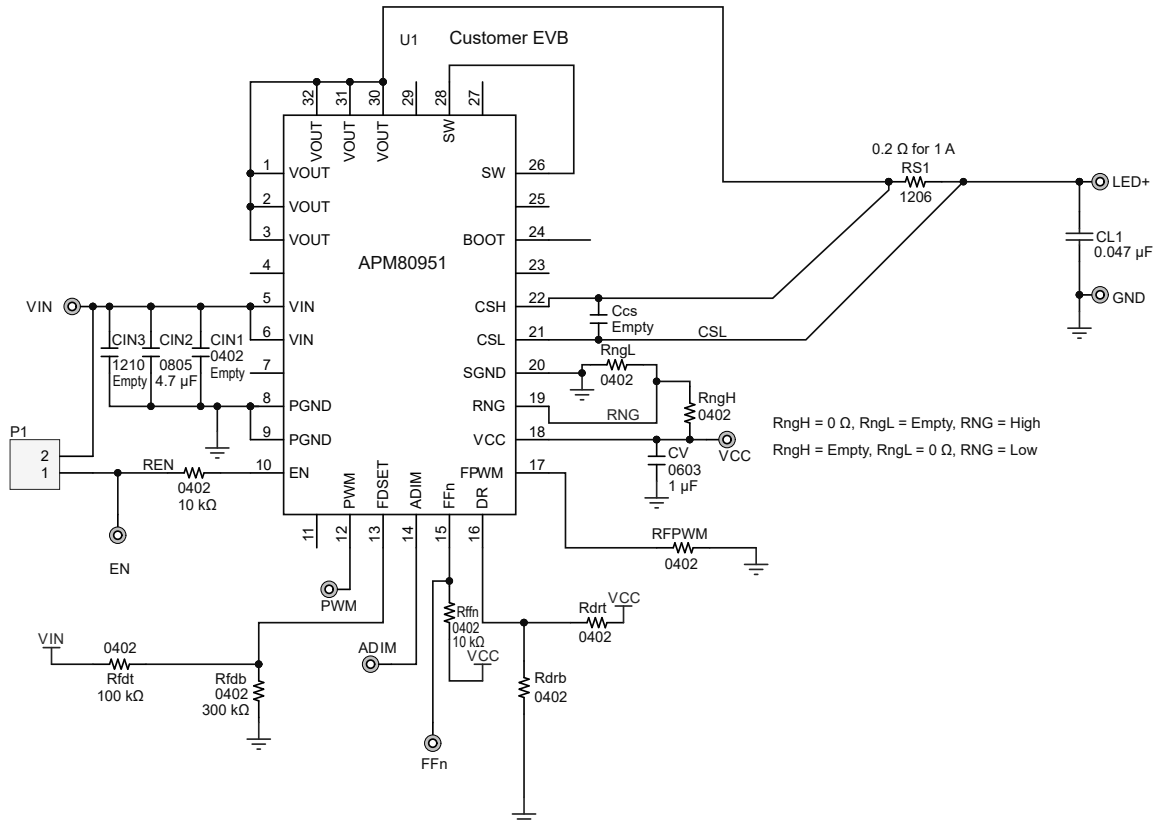 U1
Customer EVB
32
31
30
29
28
27
VOUT
VOUT
VOUT
SW
0.2 Ω for 1 A
RS1
1206
LED+
CL1
0.047 µF
GND
1
VOUT
2
VOUT
3
VOUT
4
APM80951
SW
26
25
BOOT
24
23
VIN
5
VIN
6
VIN
7
8
PGND
9
PGND
10
EN
CSH
22
CSL
21
SGND
20
RNG
19
VCC
18
FPWM
17
Ccs
Empty
CSL
RngL
0402
RNG
RngH
0402
CIN3
1210
Empty
CIN2
0805
4.7 µF
CIN1
0402
Empty
P1
2
1
REN
0402
10 kΩ
EN
VCC
CV
0603
1 µF
RngH = 0 Ω, RngL = Empty, RNG = High
RngH = Empty, RngL = 0 Ω, RNG = Low
PWM
FDSET
ADIM
FFn
DR
11
12
13
14
15
16
RFPWM
0402
PWM
ADIM
Rffn
0402
10 kΩ
VCC
Rdrt
0402
VCC
Rdrb
0402
VIN
0402
Rfdt
100 kΩ
Rfdb
0402
300 kΩ
FFn